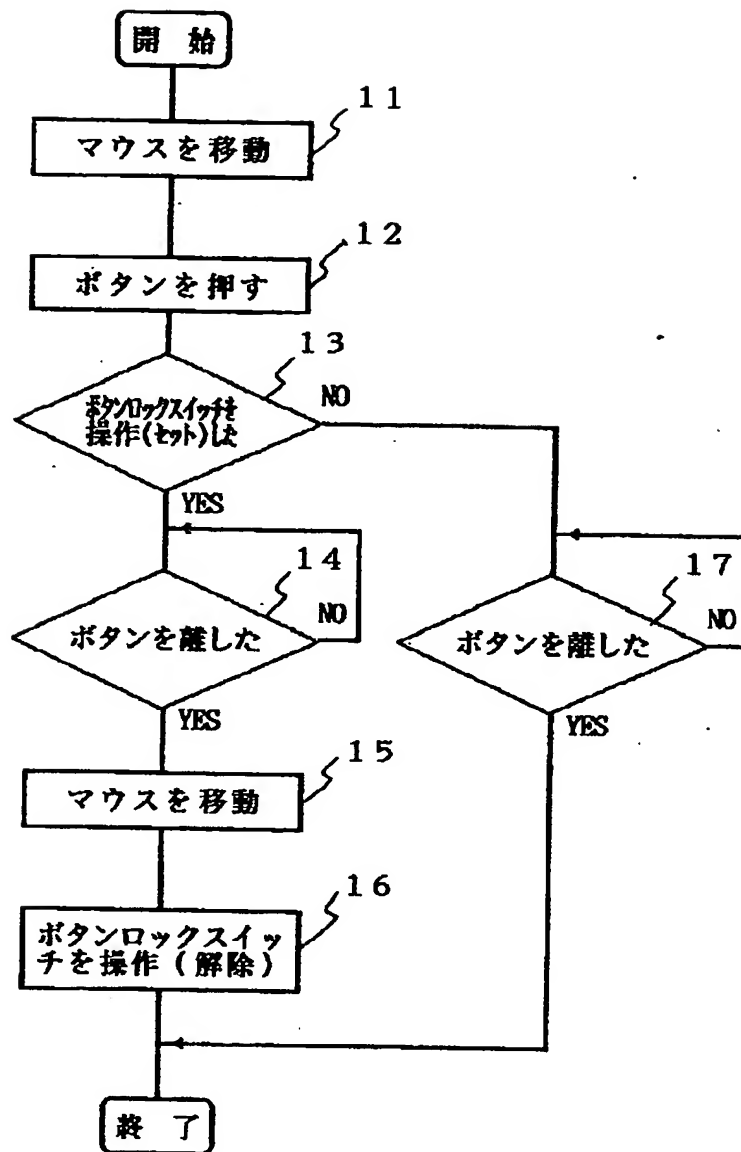 開始
11
マウスを移動
12
ボタンを押す
13
ボタンロックスイッチを
操作(セット)した
NO
YES
14
ボタンを離した
NO
YES
17
ボタンを離した
NO
YES
15
マウスを移動
16
ボタンロックスイッ
チを操作(解除)
終了